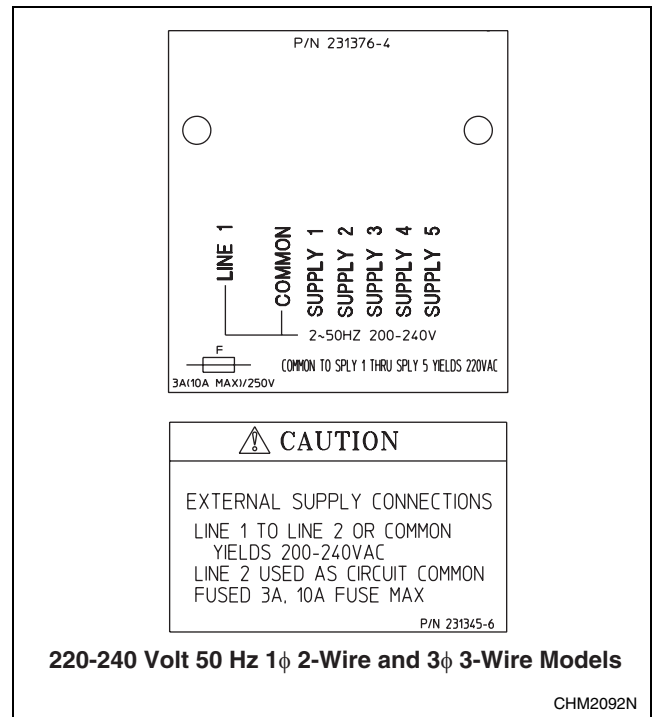 P/N 231376-4
LINE 1
COMMON
SUPPLY 1
SUPPLY 2
SUPPLY 3
SUPPLY 4
SUPPLY 5
2~50HZ 200-240V
F
3A(10A MAX)/250V
COMMON TO SPLY 1 THRU SPLY 5 YIELDS 220VAC
CAUTION
EXTERNAL SUPPLY CONNECTIONS
LINE 1 TO LINE 2 OR COMMON
YIELDS 200-240VAC
LINE 2 USED AS CIRCUIT COMMON
FUSED 3A, 10A FUSE MAX
P/N 231345-6
220-240 Volt 50 Hz 1ϕ 2-Wire and 3ϕ 3-Wire Models
CHM2092N